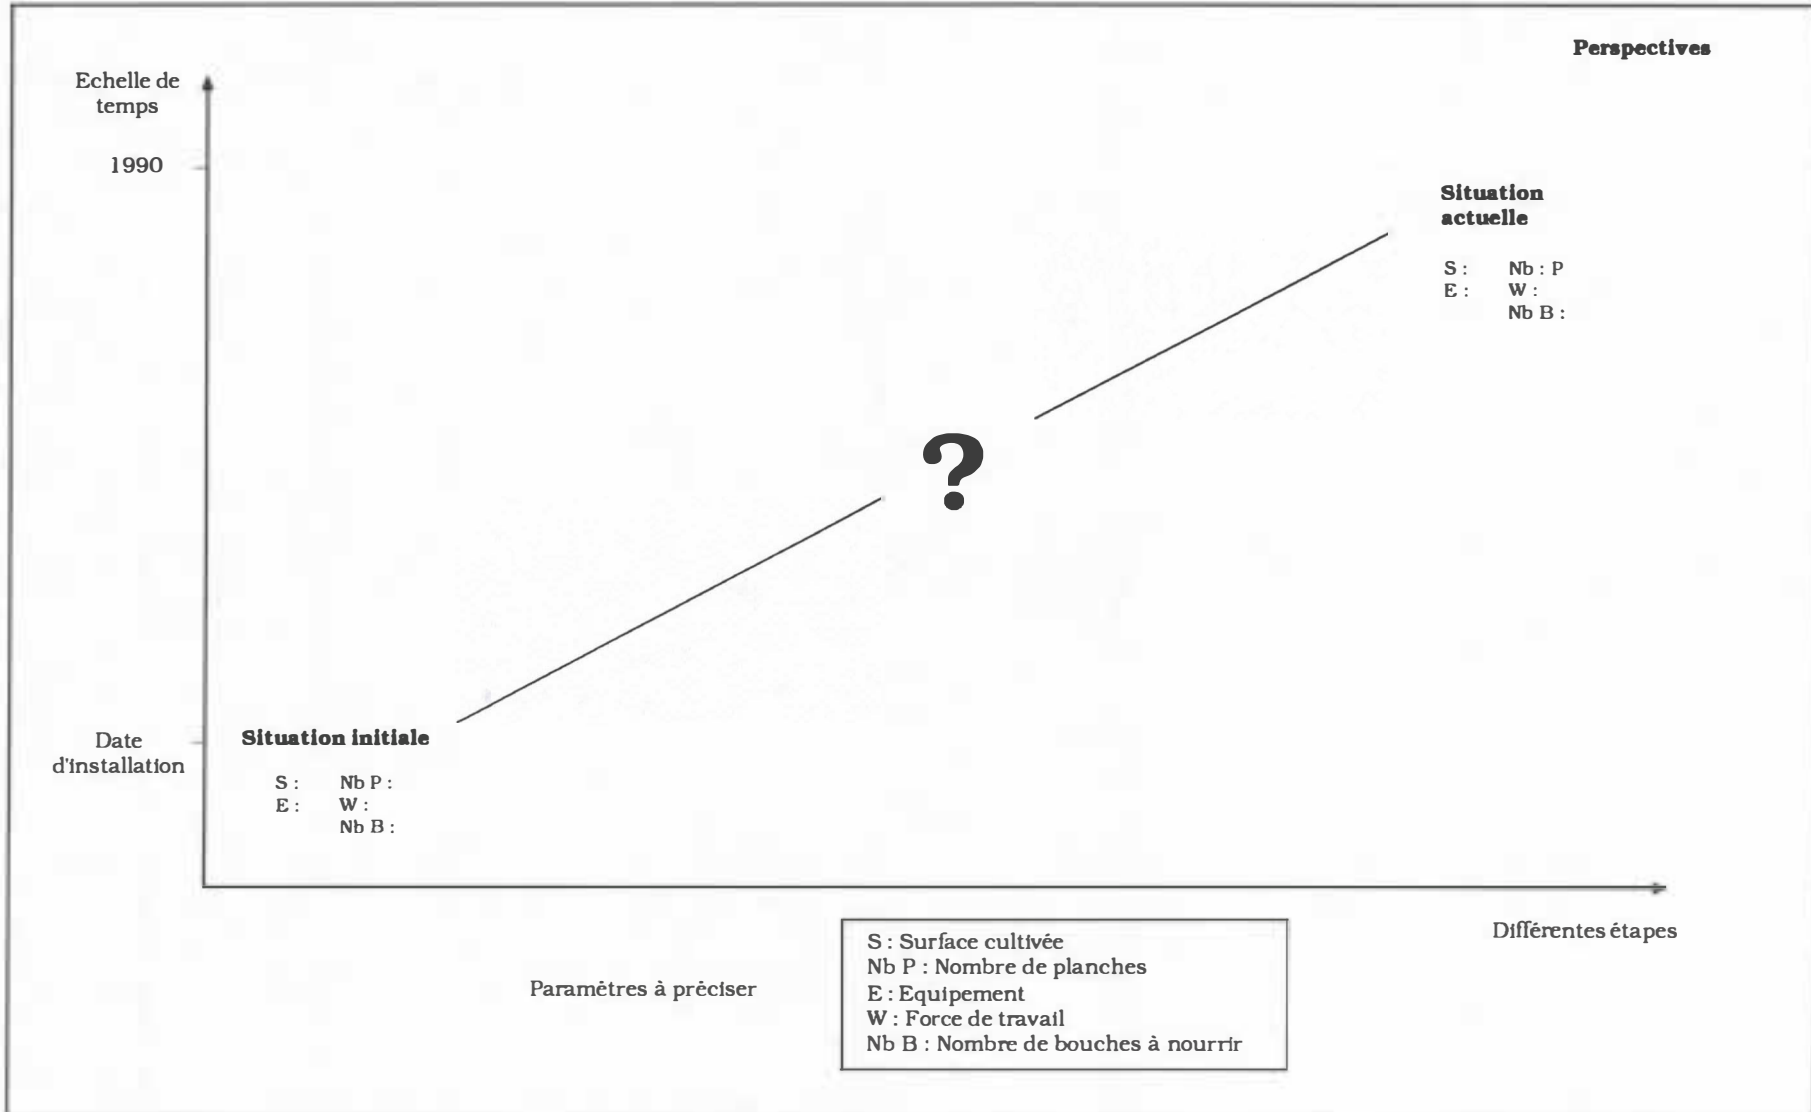 Perspectives
Echelle de
temps
1990
Situation
actuelle
S : Nb : P
E : W :
Nb B :
?
Date
d'installation
Situation initiale
S : Nb P :
E : W :
Nb B :
Différentes étapes
Paramètres à préciser
S : Surface cultivée
Nb P : Nombre de planches
E : Equipement
W : Force de travail
Nb B : Nombre de bouches à nourrir